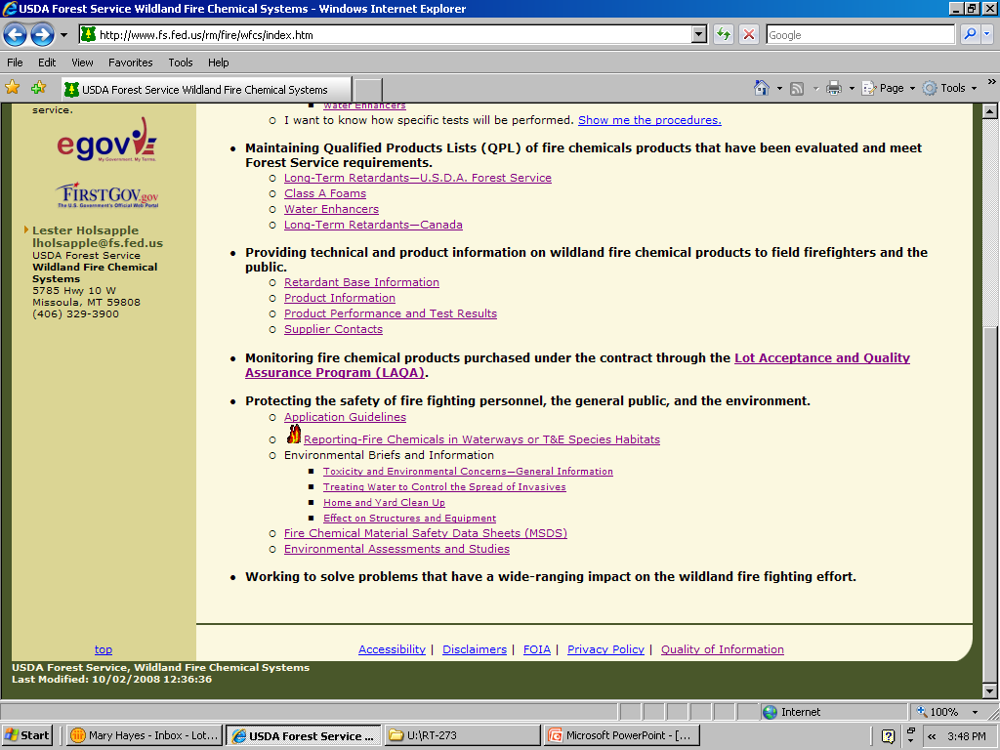 USDA Forest Service Wildland Fire Chemical Systems - Windows Internet Explorer
http://www.fs.fed.us/rm/fire/wfcs/index.htm
Google
File Edit View Favorites Tools Help
USDA Forest Service Wildland Fire Chemical Systems
Page Tools »
service.
egov
My Government. My Terms.
FIRSTGOV.gov
The U.S. Government's Official Web Portal
Lester Holsapple
lholsapple@fs.fed.us
USDA Forest Service
Wildland Fire Chemical
Systems
5785 Hwy 10 W
Missoula, MT 59808
(406) 329-3900
top
Water Enhancers
I want to know how specific tests will be performed. Show me the procedures.
Maintaining Qualified Products Lists (QPL) of fire chemicals products that have been evaluated and meet
Forest Service requirements.
Long-Term Retardants—U.S.D.A. Forest Service
Class A Foams
Water Enhancers
Long-Term Retardants—Canada
Providing technical and product information on wildland fire chemical products to field firefighters and the
public.
Retardant Base Information
Product Information
Product Performance and Test Results
Supplier Contacts
Monitoring fire chemical products purchased under the contract through the Lot Acceptance and Quality
Assurance Program (LAQA).
Protecting the safety of fire fighting personnel, the general public, and the environment.
Application Guidelines
Reporting-Fire Chemicals in Waterways or T&E Species Habitats
Environmental Briefs and Information
Toxicity and Environmental Concerns—General Information
Treating Water to Control the Spread of Invasives
Home and Yard Clean Up
Effect on Structures and Equipment
Fire Chemical Material Safety Data Sheets (MSDS)
Environmental Assessments and Studies
Working to solve problems that have a wide-ranging impact on the wildland fire fighting effort.
Accessibility | Disclaimers | FOIA | Privacy Policy | Quality of Information
USDA Forest Service, Wildland Fire Chemical Systems
Last Modified: 10/02/2008 12:36:36
Internet 100%
Start Mary Hayes - Inbox - Lot... USDA Forest Service ... U:\RT-273 Microsoft PowerPoint - [... « 3:48 PM